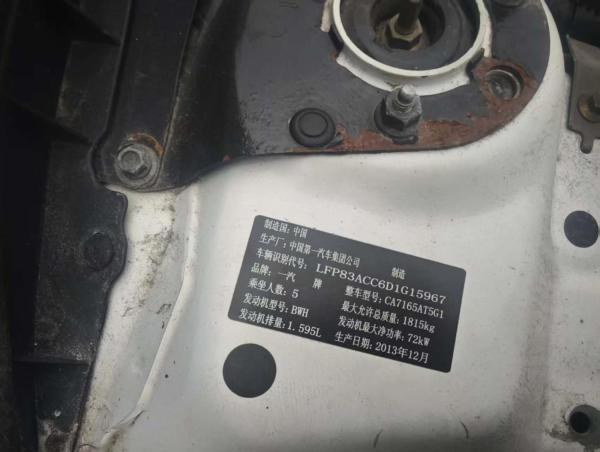 制造国：中国
生产厂：中国第一汽车集团公司 制造
车辆识别代号：LFP83ACC6D1G15967
品牌：一汽 牌 整车型号：CA7165AT5G1
乘坐人数：5 最大允许总质量：1815kg
发动机型号：BWH 发动机最大净功率：72kW
发动机排量：1.595L 生产日期：2013年12月